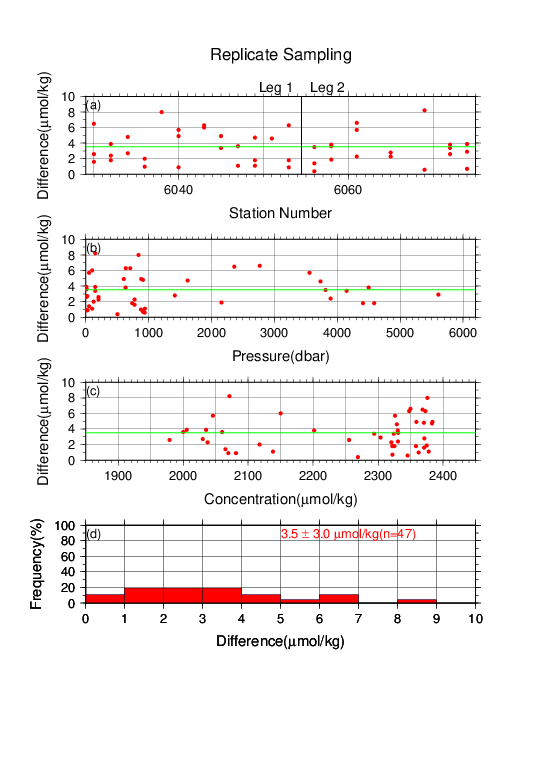 Replicate Sampling
Leg 1 Leg 2
Difference(μmol/kg)
(a)
0 2 4 6 8 10
6040 6060
Station Number
Difference(μmol/kg)
(b)
0 2 4 6 8 10
0 1000 2000 3000 4000 5000 6000
Pressure(dbar)
Difference(μmol/kg)
(c)
0 2 4 6 8 10
1900 2000 2100 2200 2300 2400
Concentration(μmol/kg)
Frequency(%)
(d)
3.5 ± 3.0 μmol/kg(n=47)
0 20 40 60 80 100
0 1 2 3 4 5 6 7 8 9 10
Difference(μmol/kg)